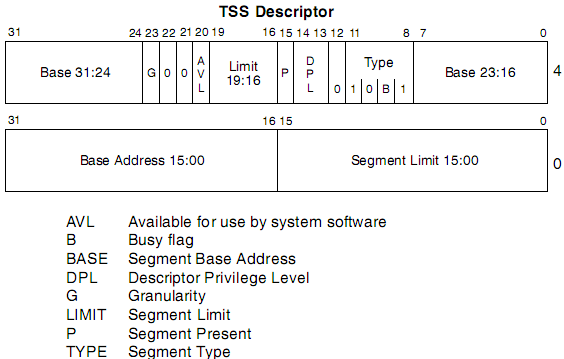 TSS Descriptor
31 24 23 22 21 20 19 16 15 14 13 12 11 8 7 0
Base 31:24 G 0 0 AVL Limit 19:16 P DPL 0 Type 1 0 B 1 Base 23:16 4
31 16 15 0
Base Address 15:00 Segment Limit 15:00 0
AVL Available for use by system software
B Busy flag
BASE Segment Base Address
DPL Descriptor Privilege Level
G Granularity
LIMIT Segment Limit
P Segment Present
TYPE Segment Type